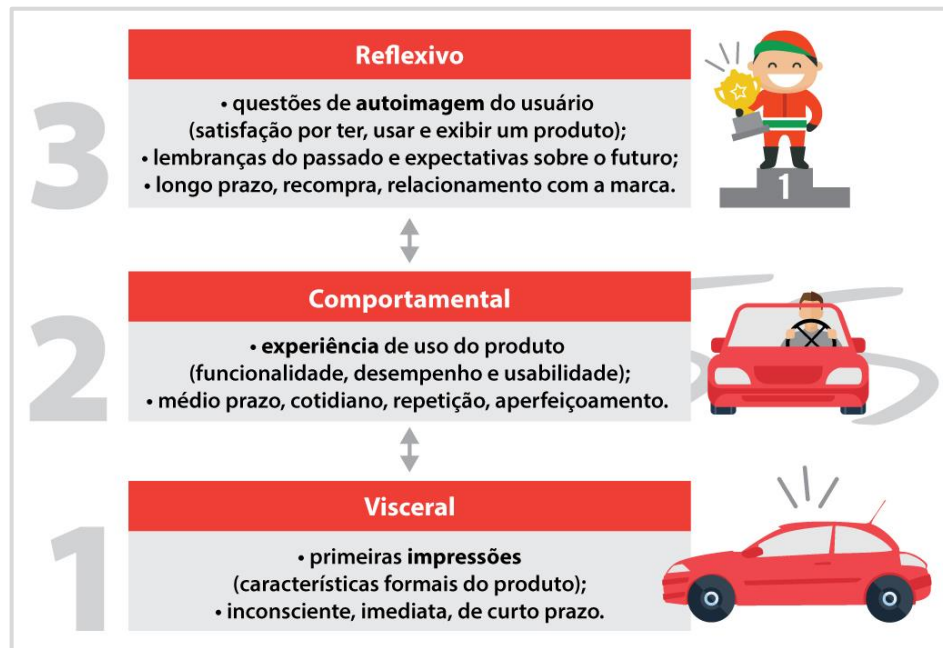 3
Reflexivo
• questões de autoimagem do usuário
(satisfação por ter, usar e exibir um produto);
• lembranças do passado e expectativas sobre o futuro;
• longo prazo, recompra, relacionamento com a marca.
1
2
Comportamental
• experiência de uso do produto
(funcionalidade, desempenho e usabilidade);
• médio prazo, cotidiano, repetição, aperfeiçoamento.
1
Visceral
• primeiras impressões
(características formais do produto);
• inconsciente, imediata, de curto prazo.